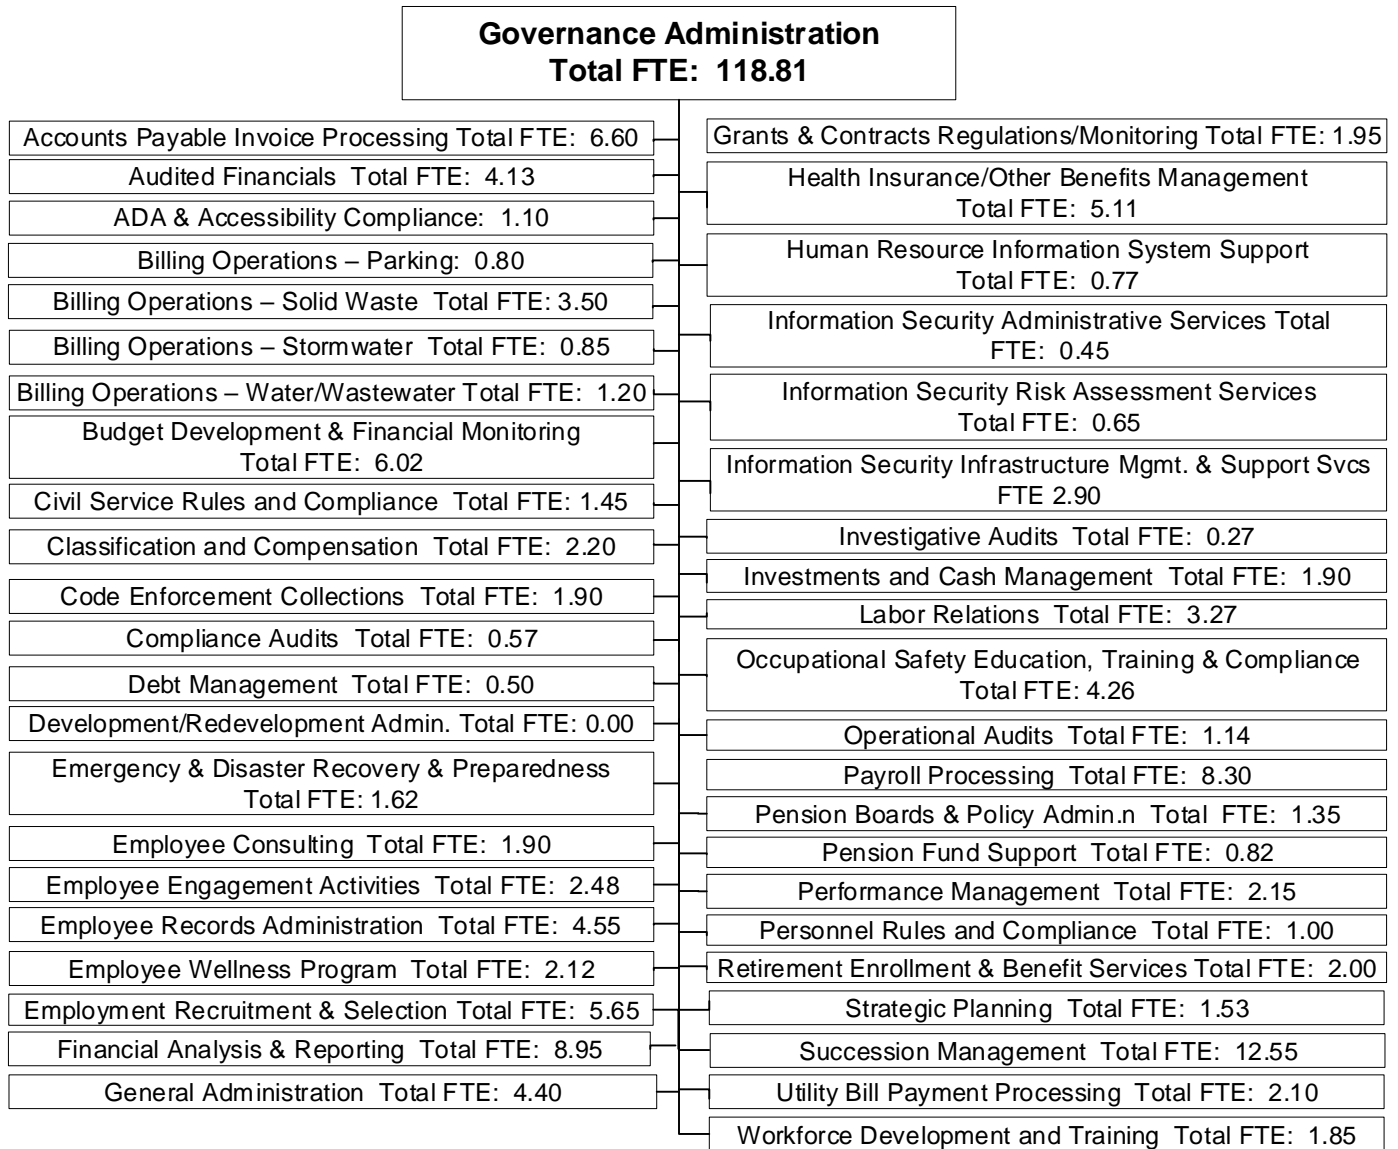 Governance Administration
Total FTE: 118.81
Accounts Payable Invoice Processing Total FTE: 6.60
Audited Financials Total FTE: 4.13
ADA & Accessibility Compliance: 1.10
Billing Operations – Parking: 0.80
Billing Operations – Solid Waste Total FTE: 3.50
Billing Operations – Stormwater Total FTE: 0.85
Billing Operations – Water/Wastewater Total FTE: 1.20
Budget Development & Financial Monitoring
Total FTE: 6.02
Civil Service Rules and Compliance Total FTE: 1.45
Classification and Compensation Total FTE: 2.20
Code Enforcement Collections Total FTE: 1.90
Compliance Audits Total FTE: 0.57
Debt Management Total FTE: 0.50
Development/Redevelopment Admin. Total FTE: 0.00
Emergency & Disaster Recovery & Preparedness
Total FTE: 1.62
Employee Consulting Total FTE: 1.90
Employee Engagement Activities Total FTE: 2.48
Employee Records Administration Total FTE: 4.55
Employee Wellness Program Total FTE: 2.12
Employment Recruitment & Selection Total FTE: 5.65
Financial Analysis & Reporting Total FTE: 8.95
General Administration Total FTE: 4.40
Grants & Contracts Regulations/Monitoring Total FTE: 1.95
Health Insurance/Other Benefits Management
Total FTE: 5.11
Human Resource Information System Support
Total FTE: 0.77
Information Security Administrative Services Total
FTE: 0.45
Information Security Risk Assessment Services
Total FTE: 0.65
Information Security Infrastructure Mgmt. & Support Svcs
FTE 2.90
Investigative Audits Total FTE: 0.27
Investments and Cash Management Total FTE: 1.90
Labor Relations Total FTE: 3.27
Occupational Safety Education, Training & Compliance
Total FTE: 4.26
Operational Audits Total FTE: 1.14
Payroll Processing Total FTE: 8.30
Pension Boards & Policy Admin.n Total FTE: 1.35
Pension Fund Support Total FTE: 0.82
Performance Management Total FTE: 2.15
Personnel Rules and Compliance Total FTE: 1.00
Retirement Enrollment & Benefit Services Total FTE: 2.00
Strategic Planning Total FTE: 1.53
Succession Management Total FTE: 12.55
Utility Bill Payment Processing Total FTE: 2.10
Workforce Development and Training Total FTE: 1.85